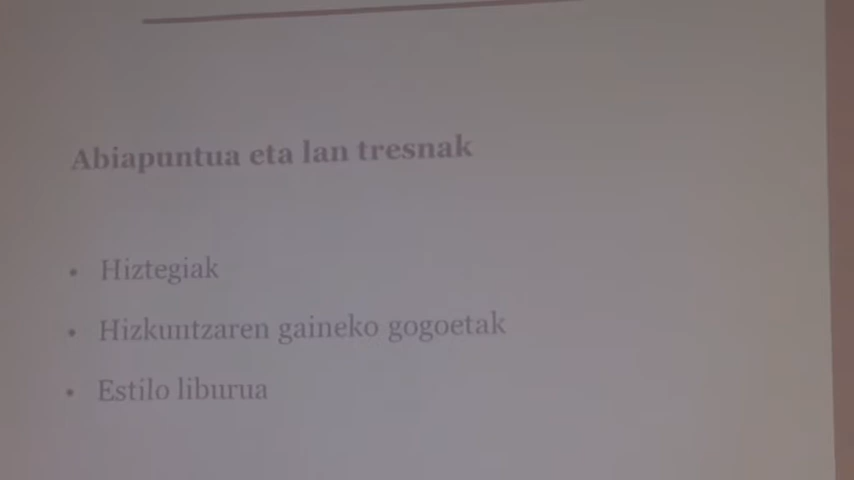 Abiapuntua eta lan tresnak
• Hiztegiak
• Hizkuntzaren gaineko gogoetak
• Estilo liburua